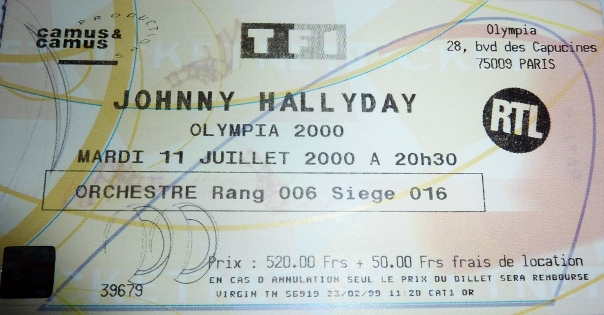 camus&
camus
PRODUCTIONS
TF1
Olympia
28, bvd des Capucines
75009 PARIS
JOHNNY HALLYDAY
RTL
OLYMPIA 2000
MARDI 11 JUILLET 2000 A 20h30
ORCHESTRE Rang 006 Siege 016
Prix : 520.00 Frs + 50.00 Frs frais de location
EN CAS D ANNULATION SEUL LE PRIX DU BILLET SERA REMBOURSE
39679
VIRGIN TH 56919 23/02/99 11:28 CAT1 OR